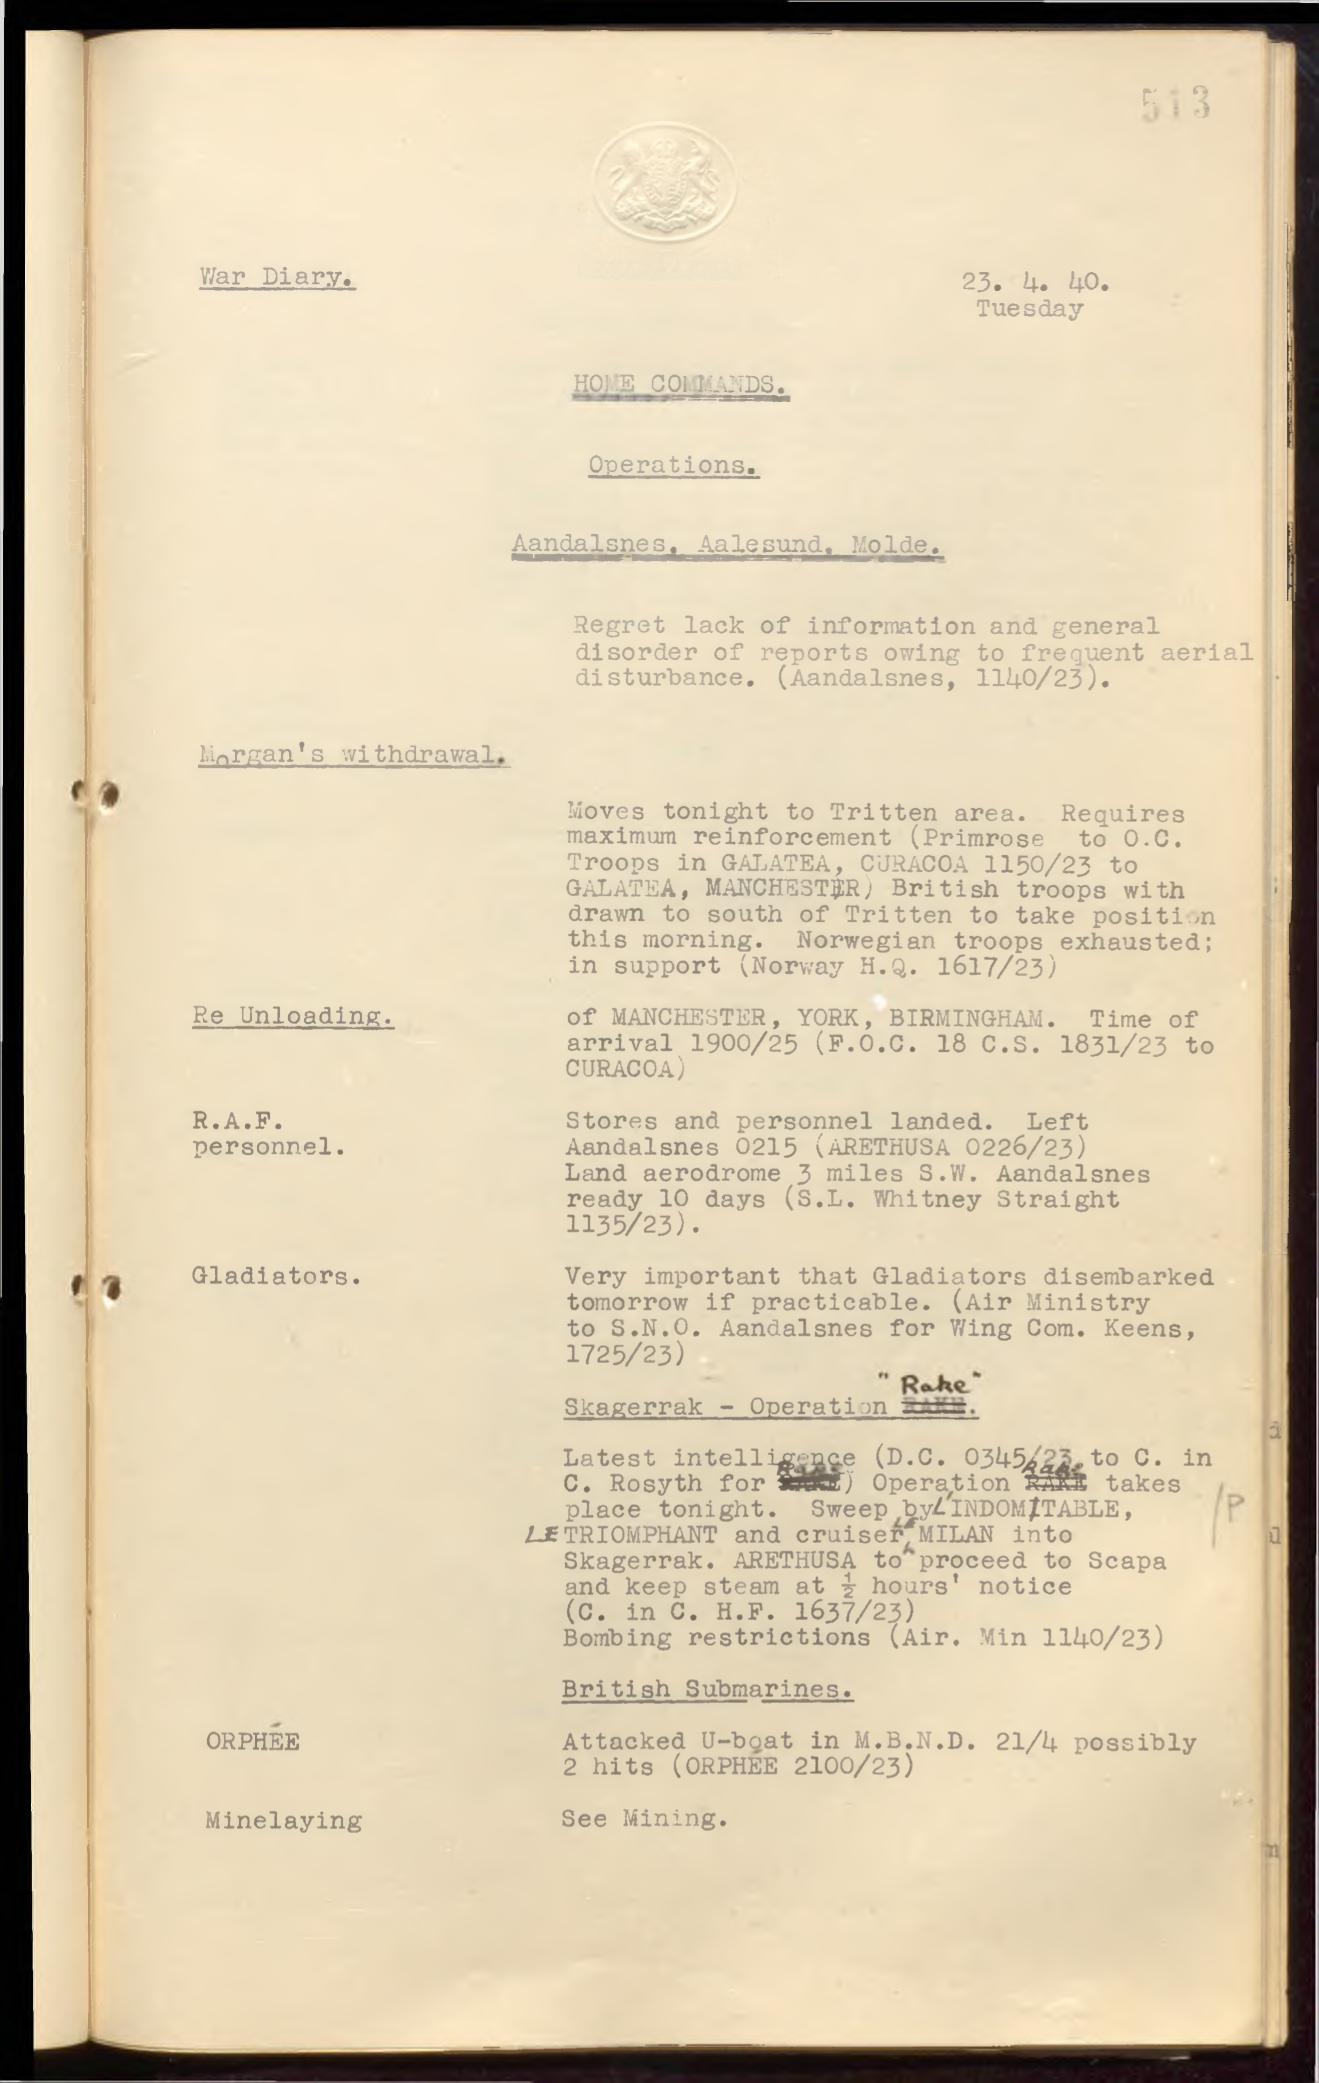 513
War Diary.
23. 4. 40.
Tuesday
HOME COMMANDS.
Operations.
Aandalsnes, Aalesund, Molde.
Regret lack of information and general
disorder of reports owing to frequent aerial
disturbance. (Aandalsnes, 1140/23).
Morgan's withdrawal.
Moves tonight to Tritten area. Requires
maximum reinforcement (Primrose to O.C.
Troops in GALATEA, CURACOA 1150/23 to
GALATEA, MANCHESTER) British troops with
drawn to south of Tritten to take position
this morning. Norwegian troops exhausted;
in support (Norway H.Q. 1617/23)
Re Unloading.
of MANCHESTER, YORK, BIRMINGHAM. Time of
arrival 1900/25 (F.O.C. 18 C.S. 1831/23 to
CURACOA)
R.A.F.
personnel.
Stores and personnel landed. Left
Aandalsnes 0215 (ARETHUSA 0226/23)
Land aerodrome 3 miles S.W. Aandalsnes
ready 10 days (S.L. Whitney Straight
1135/23).
Gladiators.
Very important that Gladiators disembarked
tomorrow if practicable. (Air Ministry
to S.N.O. Aandalsnes for Wing Com. Keens,
1725/23)
"Rake"
Skagerrak - Operation RAKE.
Latest intelligence (D.C. 0345/23 to C. in
C. Rosyth for Rake) Operation Rake takes
place tonight. Sweep by L'INDOMITABLE,
LE TRIOMPHANT and cruiser LE MILAN into
Skagerrak. ARETHUSA to proceed to Scapa
and keep steam at ½ hours' notice
(C. in C. H.F. 1637/23)
Bombing restrictions (Air. Min 1140/23)
/P
British Submarines.
ORPHÉE
Attacked U-boat in M.B.N.D. 21/4 possibly
2 hits (ORPHÉE 2100/23)
Minelaying
See Mining.